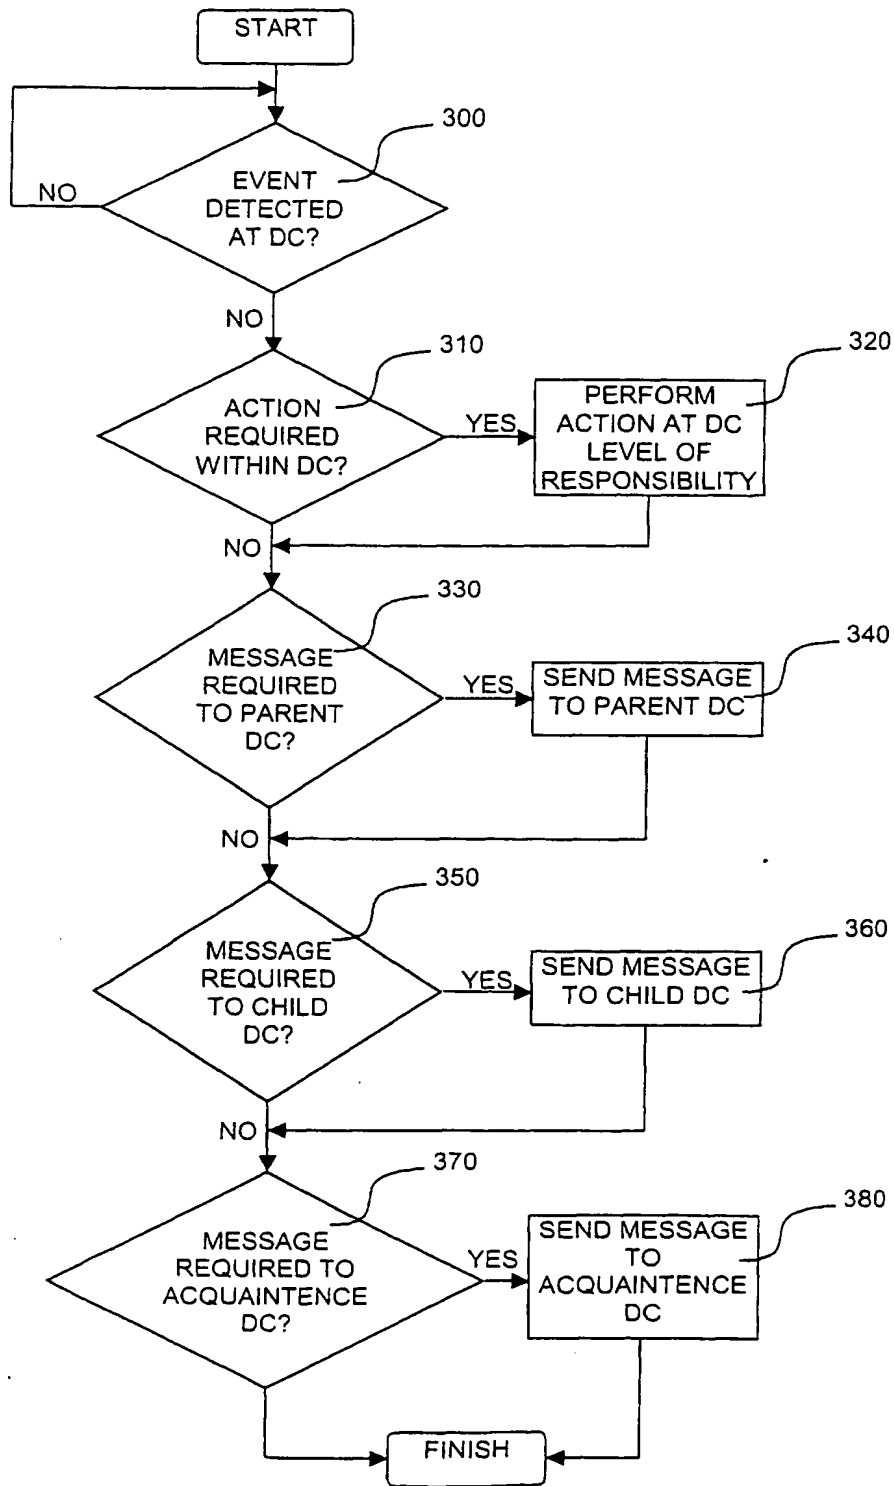 START
300
EVENT
DETECTED
AT DC?
NO
NO
310
ACTION
REQUIRED
WITHIN DC?
YES
320
PERFORM
ACTION AT DC
LEVEL OF
RESPONSIBILITY
NO
330
MESSAGE
REQUIRED
TO PARENT
DC?
YES
340
SEND MESSAGE
TO PARENT DC
NO
350
MESSAGE
REQUIRED
TO CHILD
DC?
YES
360
SEND MESSAGE
TO CHILD DC
NO
370
MESSAGE
REQUIRED TO
ACQUAINTENCE
DC?
YES
380
SEND MESSAGE
TO
ACQUAINTENCE
DC
FINISH